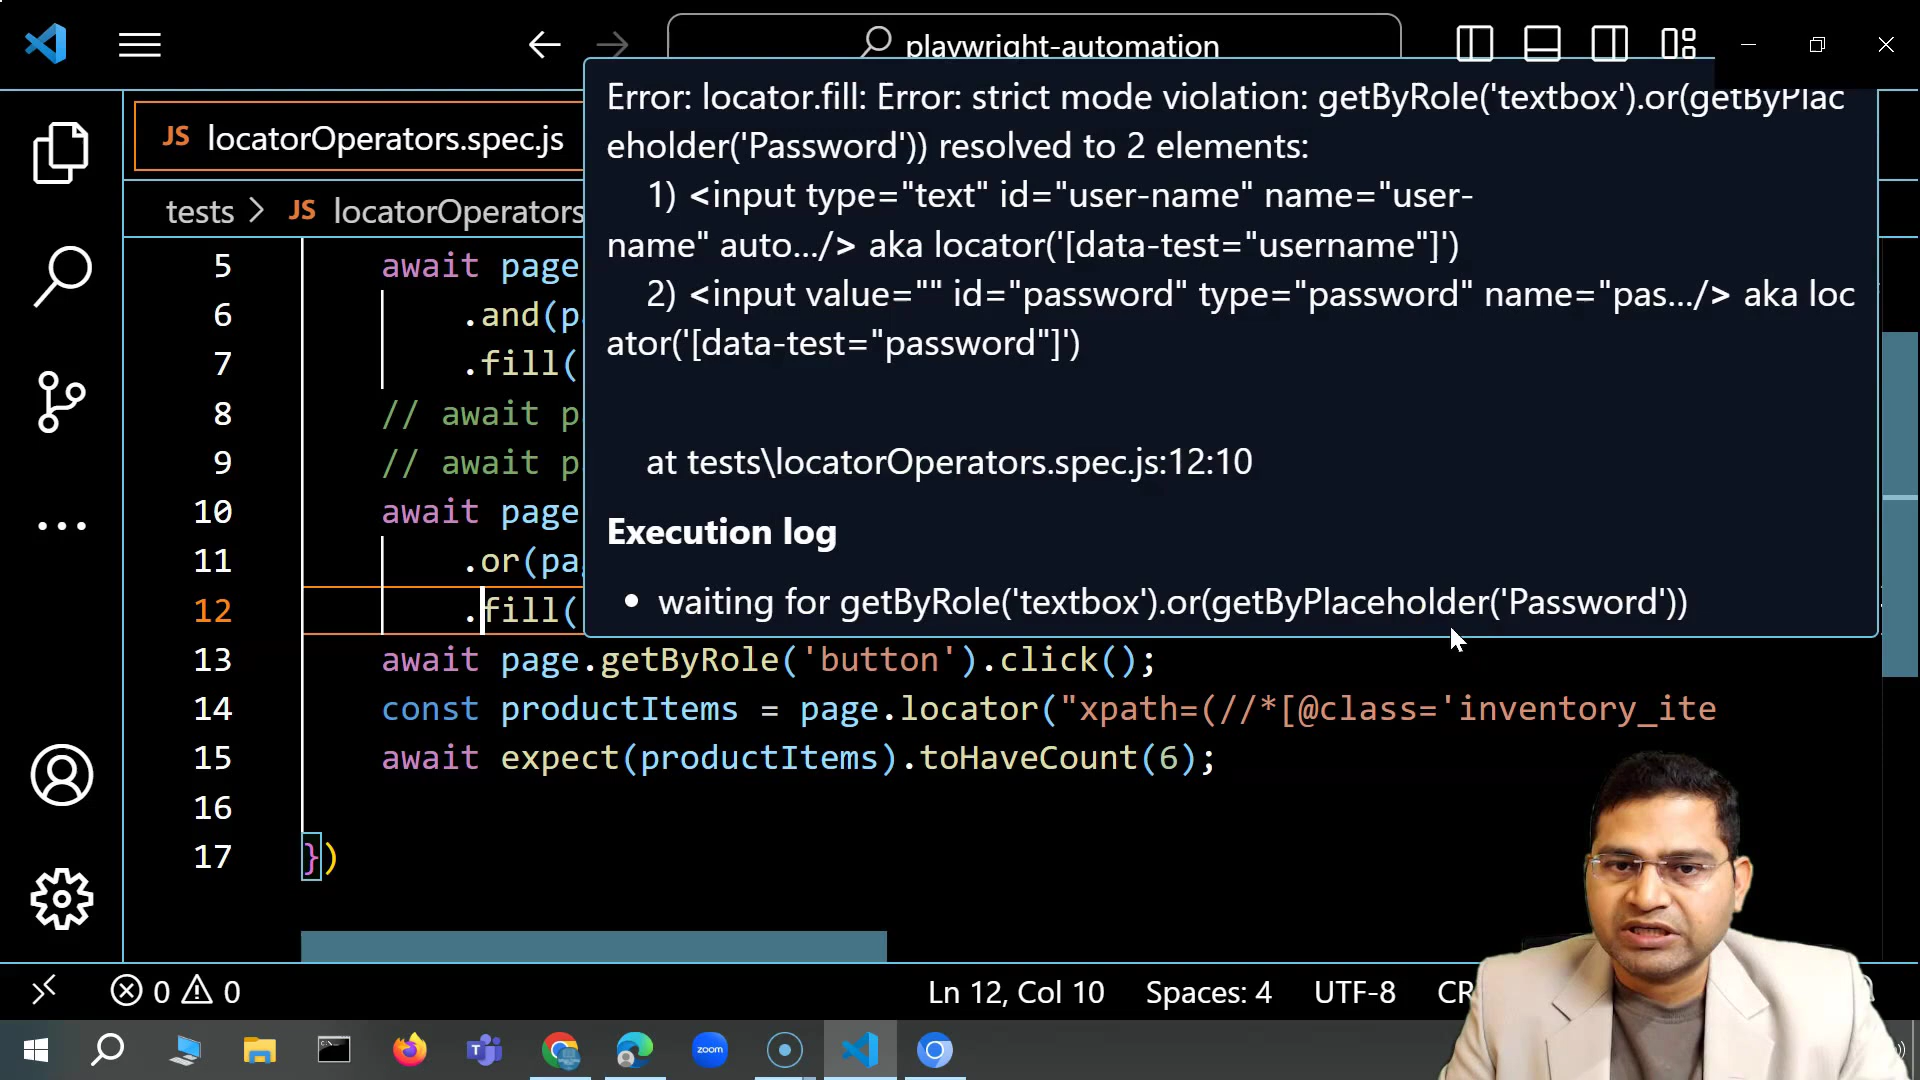 playwright-automation
JS locatorOperators.spec.js
tests > JS locatorOperators
Error: locator.fill: Error: strict mode violation: getByRole('textbox').or(getByPlac
eholder('Password')) resolved to 2 elements:
1) <input type="text" id="user-name" name="user-
name" auto…/> aka locator('[data-test="username"]')
2) <input value="" id="password" type="password" name="pas…/> aka loc
ator('[data-test="password"]')
at tests\locatorOperators.spec.js:12:10
Execution log
• waiting for getByRole('textbox').or(getByPlaceholder('Password'))
5 await page
6 .and(p
7 .fill(
8 // await p
9 // await p
10 await page
11 .or(pa
12 .fill(
13 await page.getByRole('button').click();
14 const productItems = page.locator("xpath=(//*[@class='inventory_ite
15 await expect(productItems).toHaveCount(6);
16
17 })
0 0 Ln 12, Col 10 Spaces: 4 UTF-8 CR
zoom